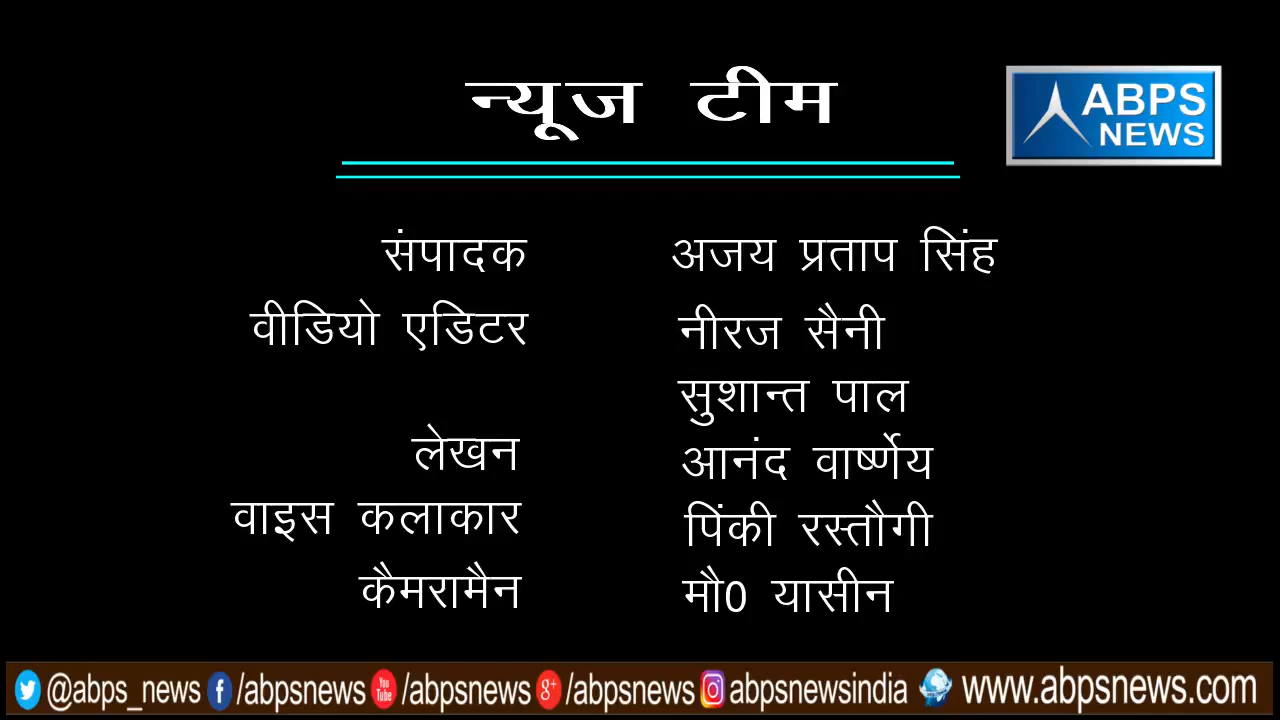 न्यूज टीम
ABPS
NEWS
संपादक अजय प्रताप सिंह
वीडियो एडिटर नीरज सैनी
सुशान्त पाल
लेखन आनंद वार्ष्णेय
वाइस कलाकार पिंकी रस्तौगी
कैमरामैन मौ0 यासीन
@abps_news /abpsnews /abpsnews /abpsnews abpsnewsindia www.abpsnews.com